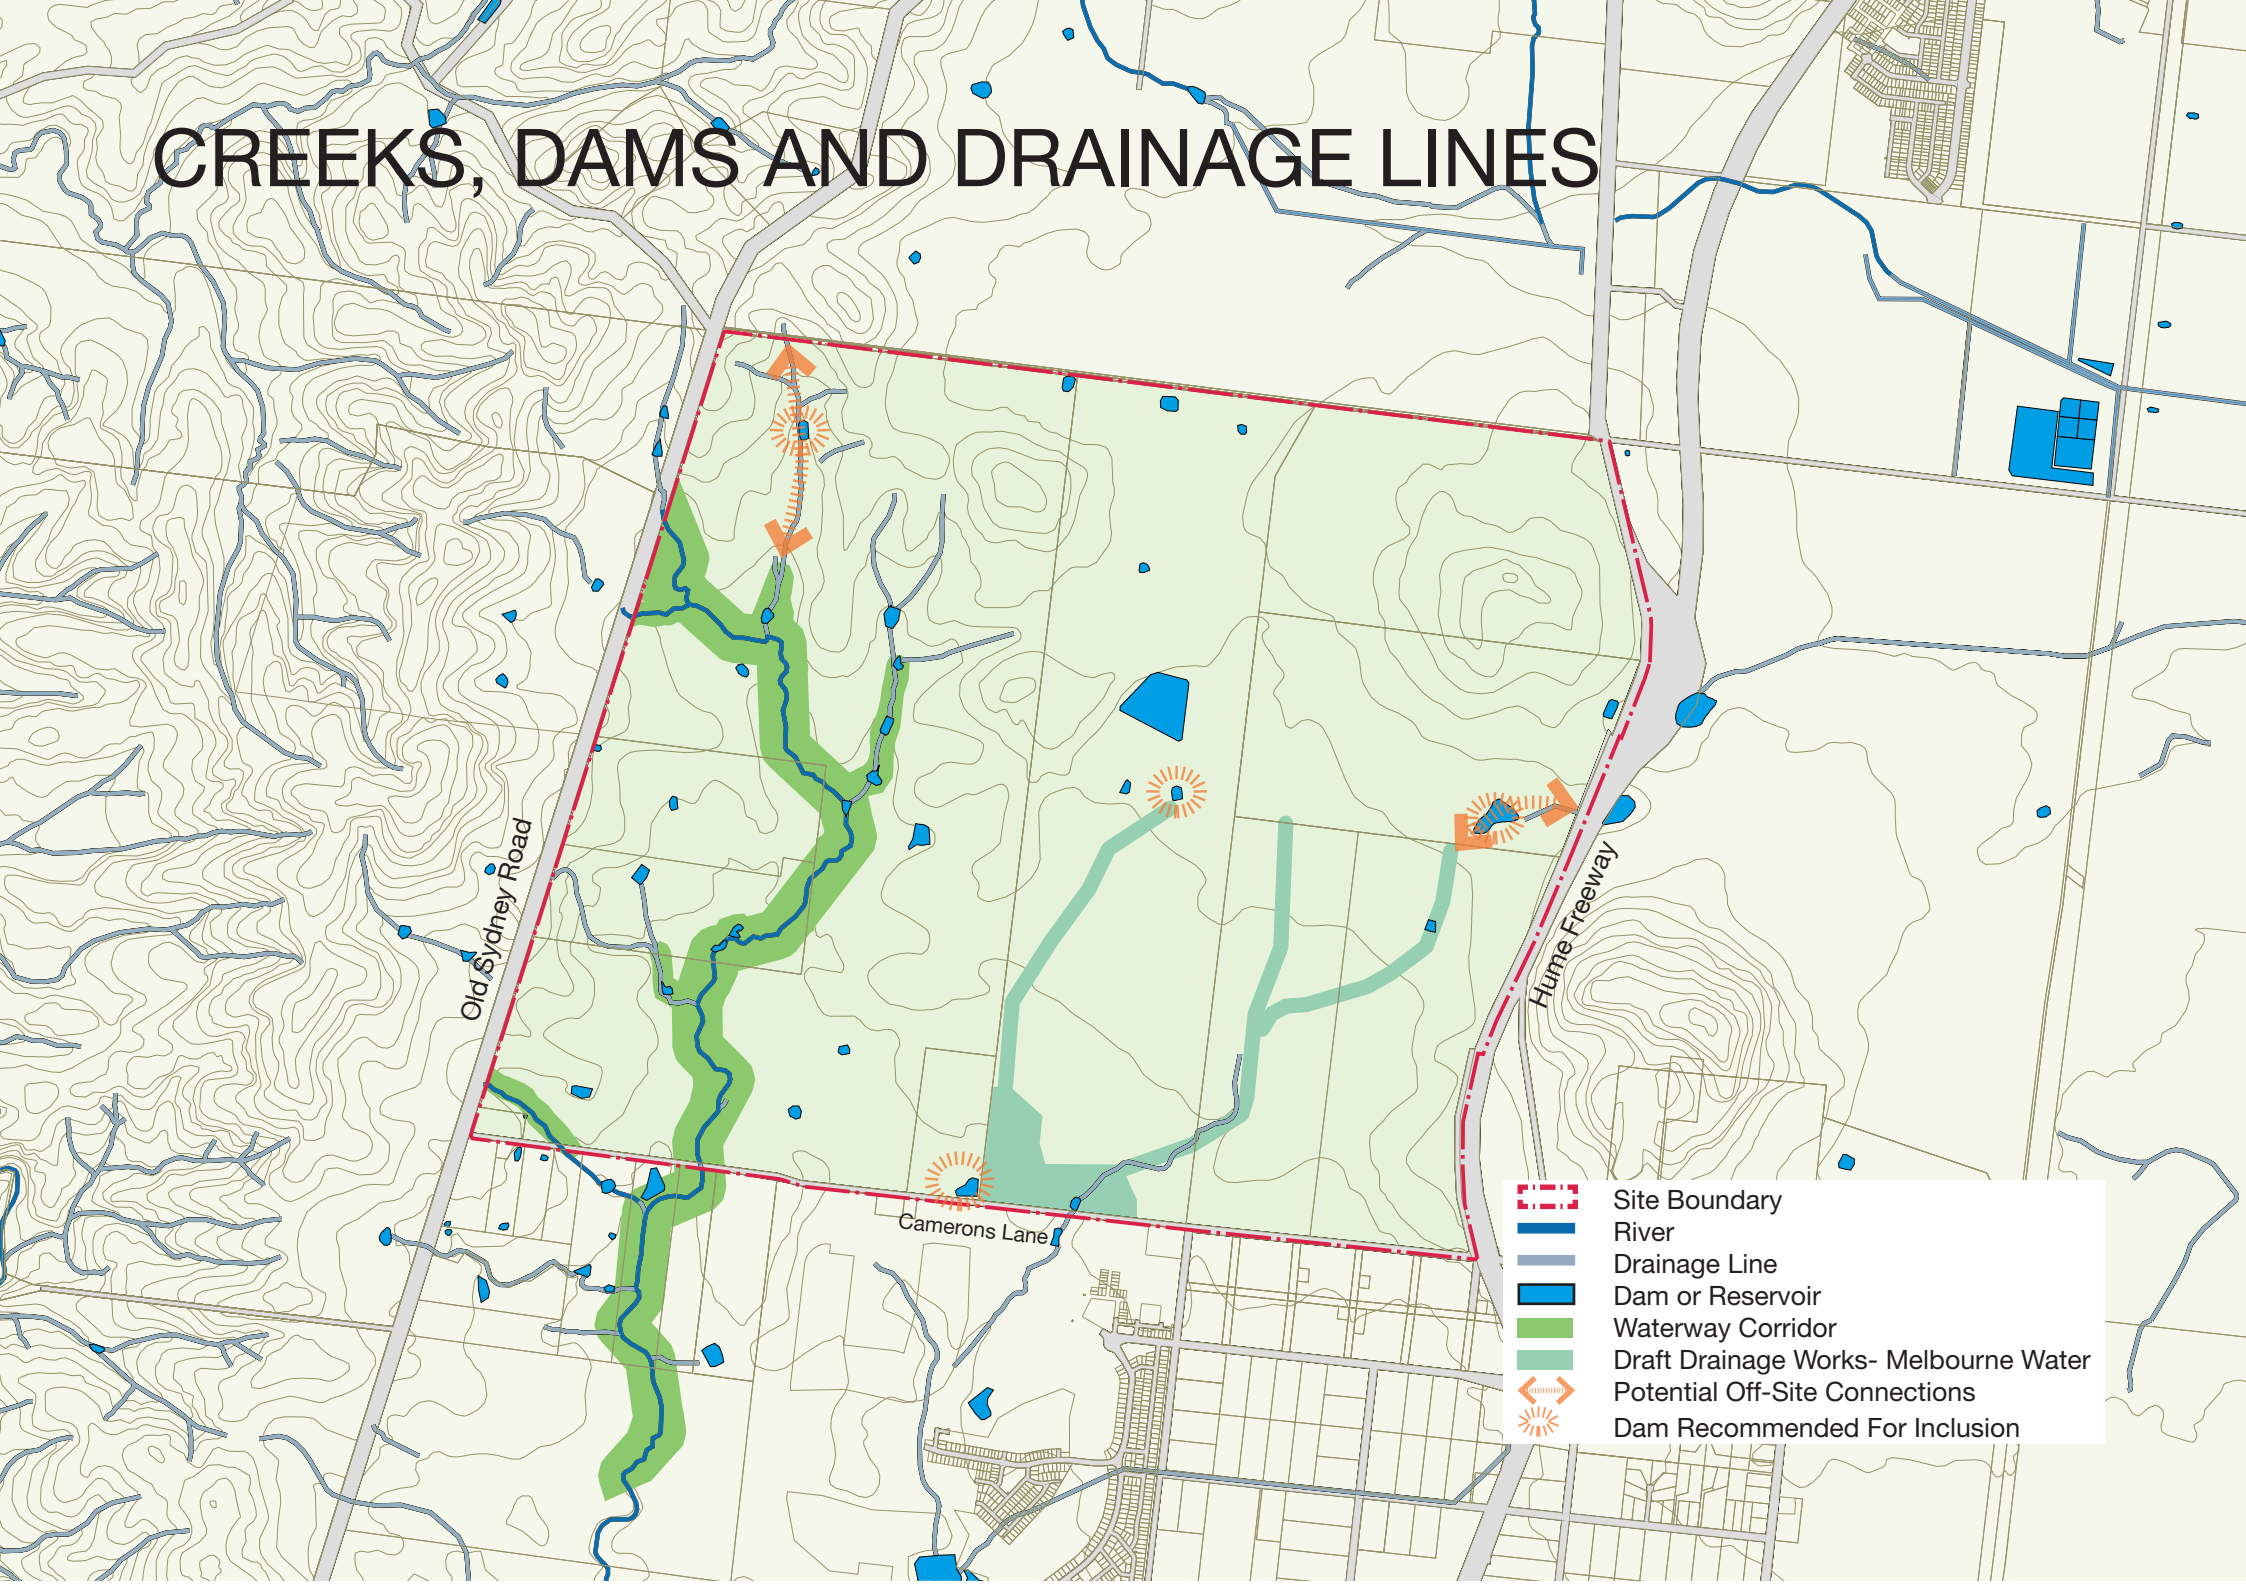 CREEKS, DAMS AND DRAINAGE LINES
Old Sydney Road
Hume Freeway
Camerons Lane
Site Boundary
River
Drainage Line
Dam or Reservoir
Waterway Corridor
Draft Drainage Works- Melbourne Water
Potential Off-Site Connections
Dam Recommended For Inclusion